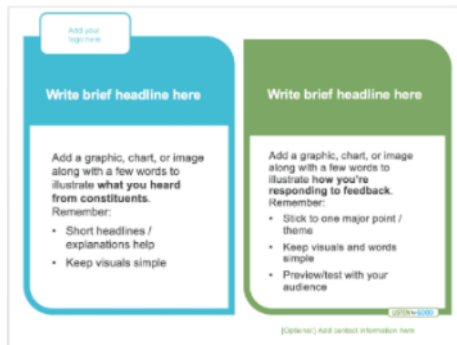 Add your
logo here
Write brief headline here
Add a graphic, chart, or image
along with a few words to
illustrate what you heard
from constituents.
Remember:
• Short headlines /
explanations help
• Keep visuals simple
Write brief headline here
Add a graphic, chart, or image
along with a few words to
illustrate how you're
responding to feedback.
Remember:
• Stick to one major point /
theme
• Keep visuals and words
simple
• Preview/test with your
audience
LISTEN for GOOD
[Optional:] Add contact information here